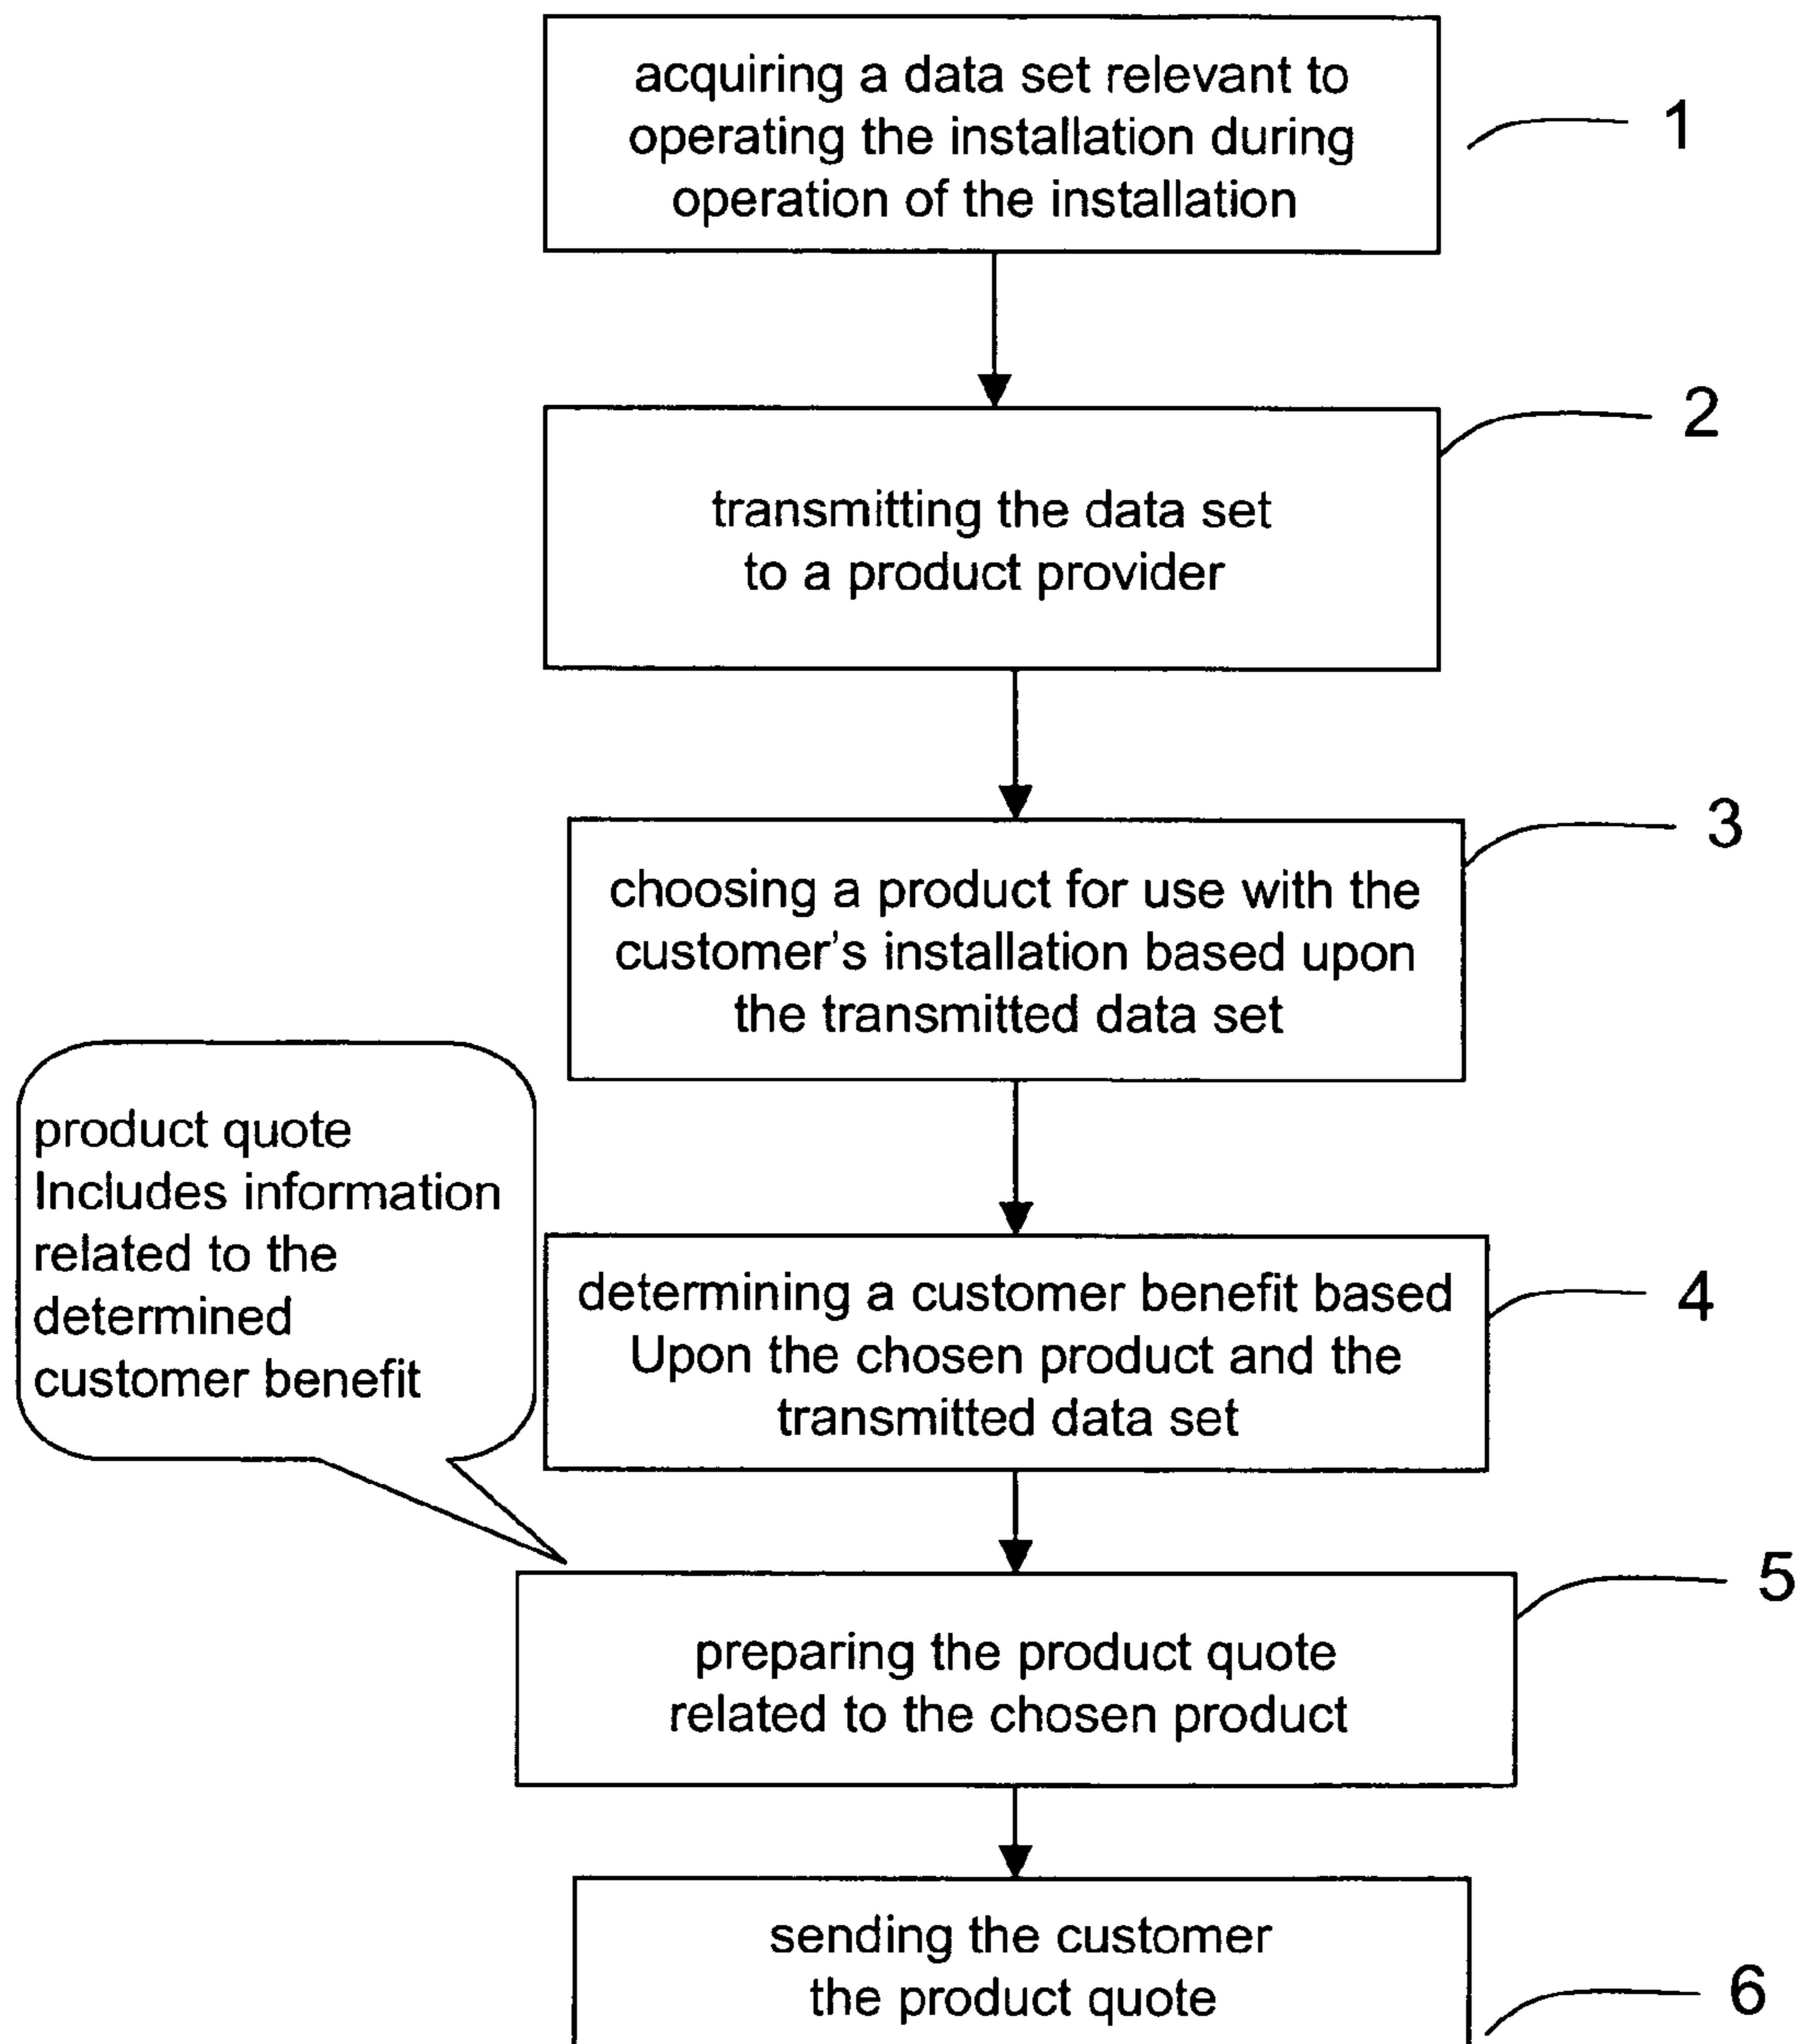 acquiring a data set relevant to
operating the installation during
operation of the installation
1
transmitting the data set
to a product provider
2
choosing a product for use with the
customer's installation based upon
the transmitted data set
3
product quote
Includes information
related to the
determined
customer benefit
determining a customer benefit based
Upon the chosen product and the
transmitted data set
4
preparing the product quote
related to the chosen product
5
sending the customer
the product quote
6